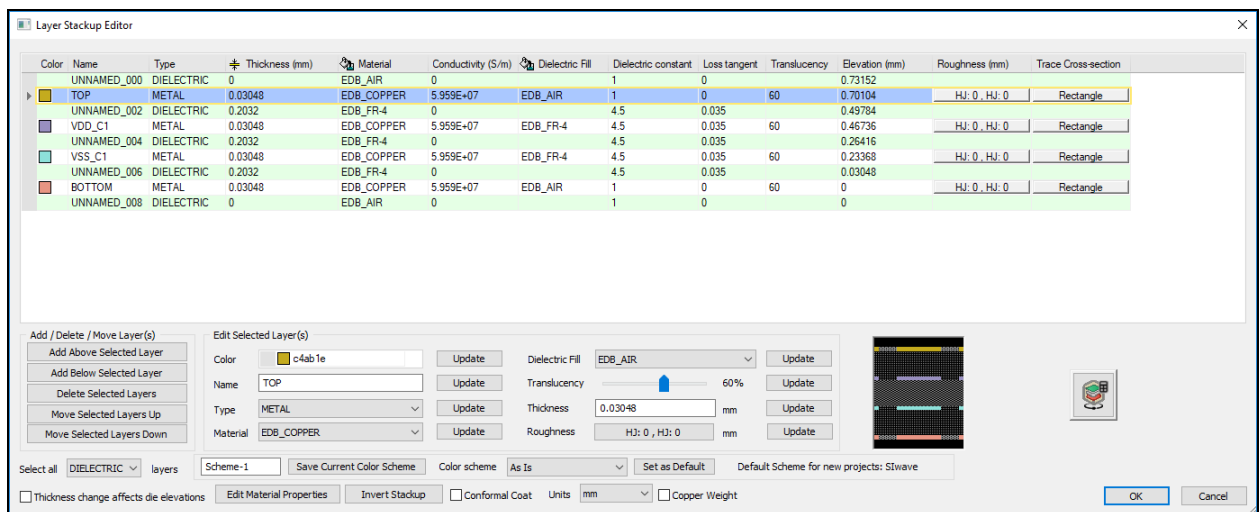 Layer Stackup Editor
Color Name Type Thickness (mm) Material Conductivity (S/m) Dielectric Fill Dielectric constant Loss tangent Translucency Elevation (mm) Roughness (mm) Trace Cross-section
UNNAMED_000 DIELECTRIC 0 EDB_AIR 0 1 0 0.73152
TOP METAL 0.03048 EDB_COPPER 5.959E+07 EDB_AIR 1 0 60 0.70104 HJ: 0 , HJ: 0 Rectangle
UNNAMED_002 DIELECTRIC 0.2032 EDB_FR-4 0 4.5 0.035 0.49784
VDD_C1 METAL 0.03048 EDB_COPPER 5.959E+07 EDB_FR-4 4.5 0.035 60 0.46736 HJ: 0 , HJ: 0 Rectangle
UNNAMED_004 DIELECTRIC 0.2032 EDB_FR-4 0 4.5 0.035 0.26416
VSS_C1 METAL 0.03048 EDB_COPPER 5.959E+07 EDB_FR-4 4.5 0.035 60 0.23368 HJ: 0 , HJ: 0 Rectangle
UNNAMED_006 DIELECTRIC 0.2032 EDB_FR-4 0 4.5 0.035 0.03048
BOTTOM METAL 0.03048 EDB_COPPER 5.959E+07 EDB_AIR 1 0 60 0 HJ: 0 , HJ: 0 Rectangle
UNNAMED_008 DIELECTRIC 0 EDB_AIR 0 1 0 0
Add / Delete / Move Layer(s)
Add Above Selected Layer
Add Below Selected Layer
Delete Selected Layers
Move Selected Layers Up
Move Selected Layers Down
Edit Selected Layer(s)
Color c4ab1e Update Dielectric Fill EDB_AIR Update
Name TOP Update Translucency 60% Update
Type METAL Update Thickness 0.03048 mm Update
Material EDB_COPPER Update Roughness HJ: 0 , HJ: 0 mm Update
Select all DIELECTRIC layers Scheme-1 Save Current Color Scheme Color scheme As Is Set as Default Default Scheme for new projects: SIwave
Thickness change affects die elevations Edit Material Properties Invert Stackup Conformal Coat Units mm Copper Weight OK Cancel